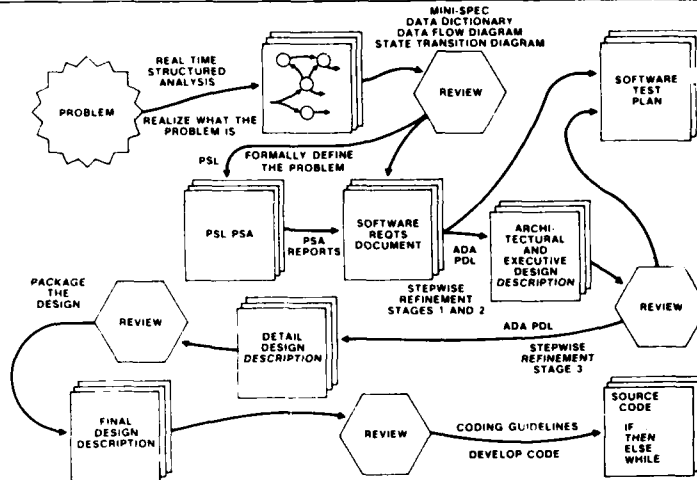 MINI-SPEC
DATA DICTIONARY
DATA FLOW DIAGRAM
STATE TRANSITION DIAGRAM
REAL TIME
STRUCTURED
ANALYSIS
PROBLEM
REALIZE WHAT THE
PROBLEM IS
REVIEW
SOFTWARE
TEST
PLAN
PSL
FORMALLY DEFINE
THE PROBLEM
PSL PSA
PSA
REPORTS
SOFTWARE
REQTS
DOCUMENT
ADA
PDL
ARCHI-
TECTURAL
AND
EXECUTIVE
DESIGN
DESCRIPTION
STEPWISE
REFINEMENT
STAGES 1 AND 2
REVIEW
PACKAGE
THE
DESIGN
REVIEW
DETAIL
DESIGN
DESCRIPTION
ADA PDL
STEPWISE
REFINEMENT
STAGE 3
FINAL
DESIGN
DESCRIPTION
REVIEW
CODING GUIDELINES
DEVELOP CODE
SOURCE
CODE
IF
THEN
ELSE
WHILE